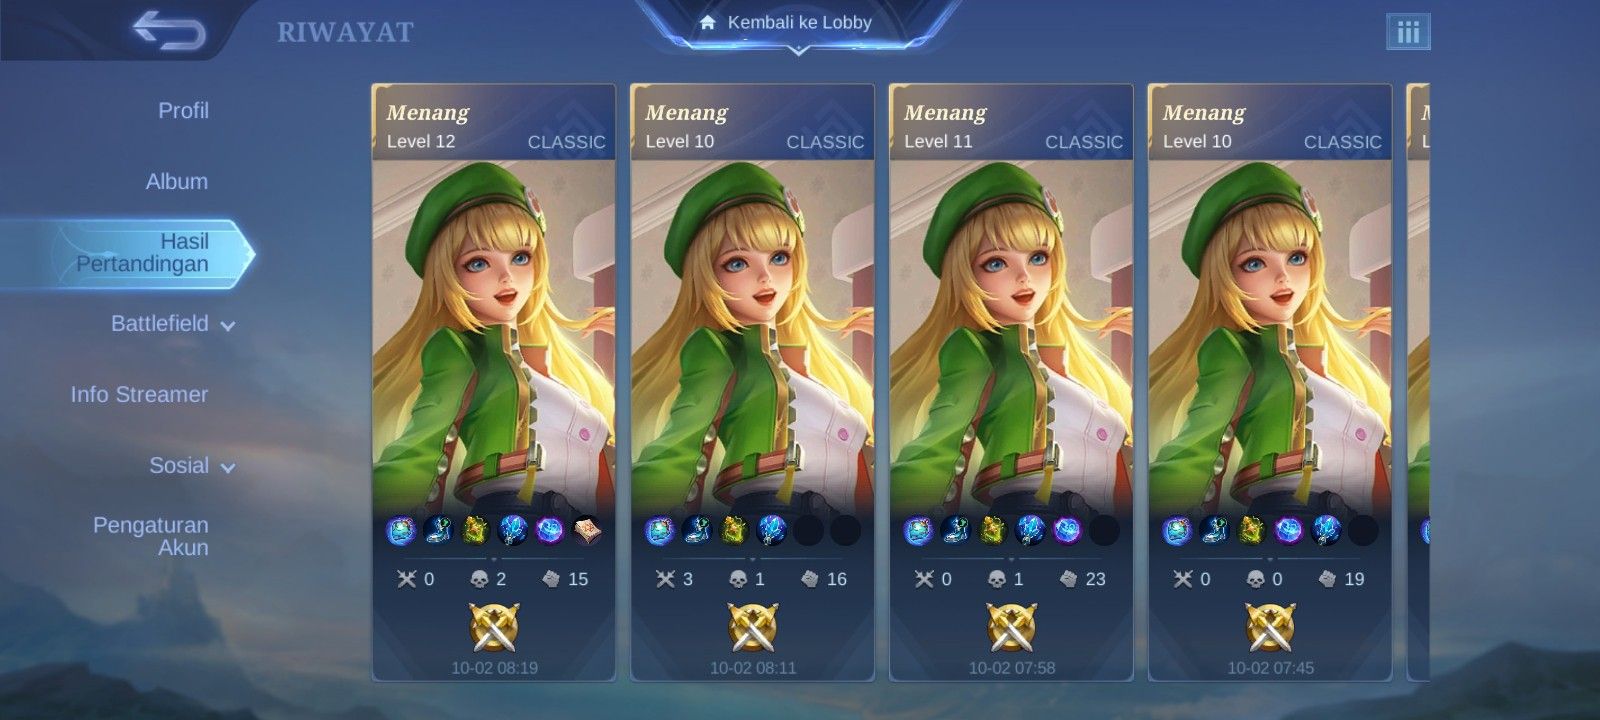 RIWAYAT
Kembali ke Lobby
Profil
Album
Hasil
Pertandingan
Battlefield
Info Streamer
Sosial
Pengaturan
Akun
Menang
Level 12 CLASSIC
0 2 15
10-02 08:19
Menang
Level 10 CLASSIC
3 1 16
10-02 08:11
Menang
Level 11 CLASSIC
0 1 23
10-02 07:58
Menang
Level 10 CLASSIC
0 0 19
10-02 07:45